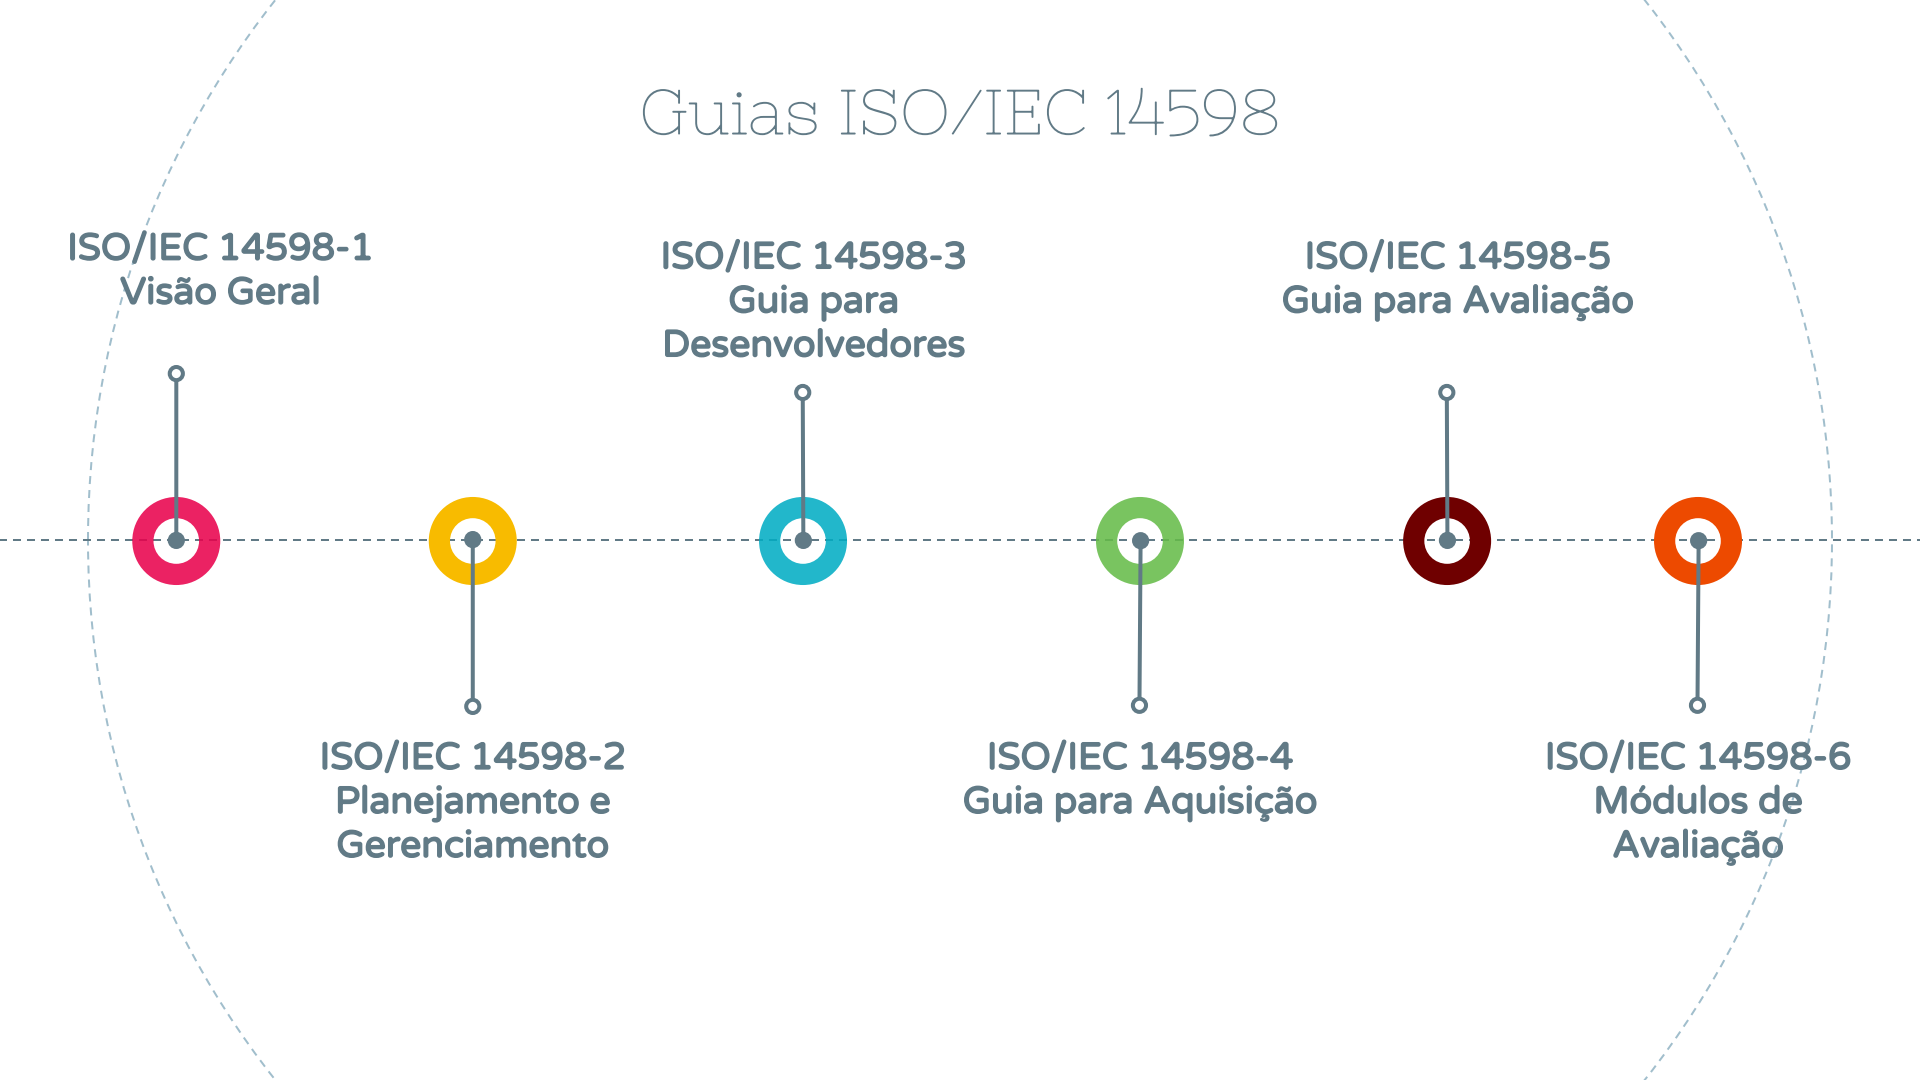 Guias ISO/IEC 14598
ISO/IEC 14598-1
Visão Geral
ISO/IEC 14598-2
Planejamento e
Gerenciamento
ISO/IEC 14598-3
Guia para
Desenvolvedores
ISO/IEC 14598-4
Guia para Aquisição
ISO/IEC 14598-5
Guia para Avaliação
ISO/IEC 14598-6
Módulos de
Avaliação